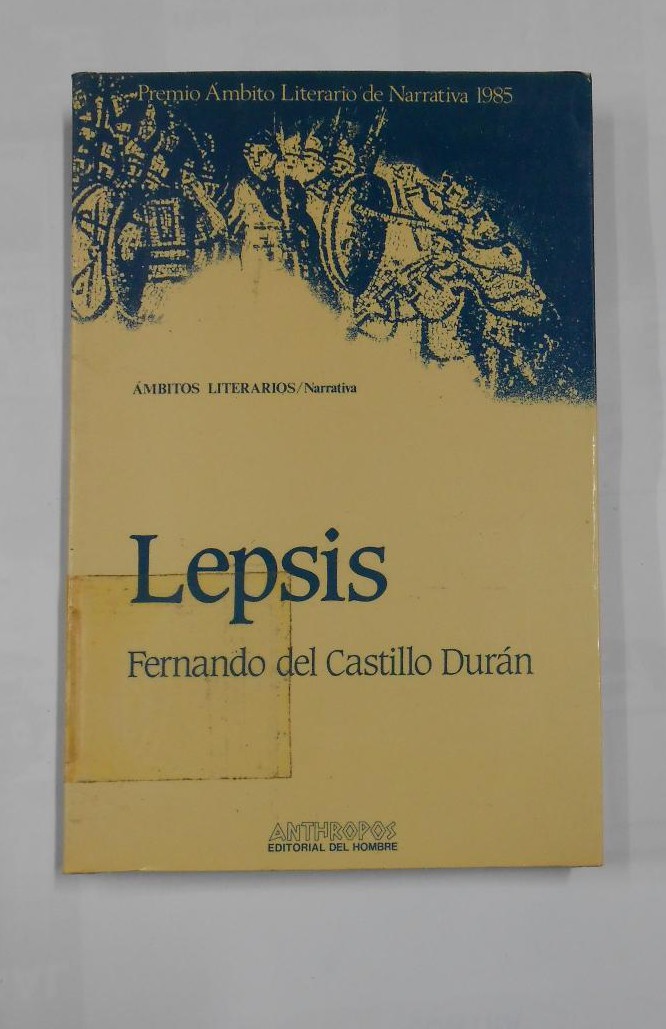 Premio Ámbito Literario de Narrativa 1985
ÁMBITOS LITERARIOS/Narrativa
Lepsis
Fernando del Castillo Durán
ANTHROPOS
EDITORIAL DEL HOMBRE